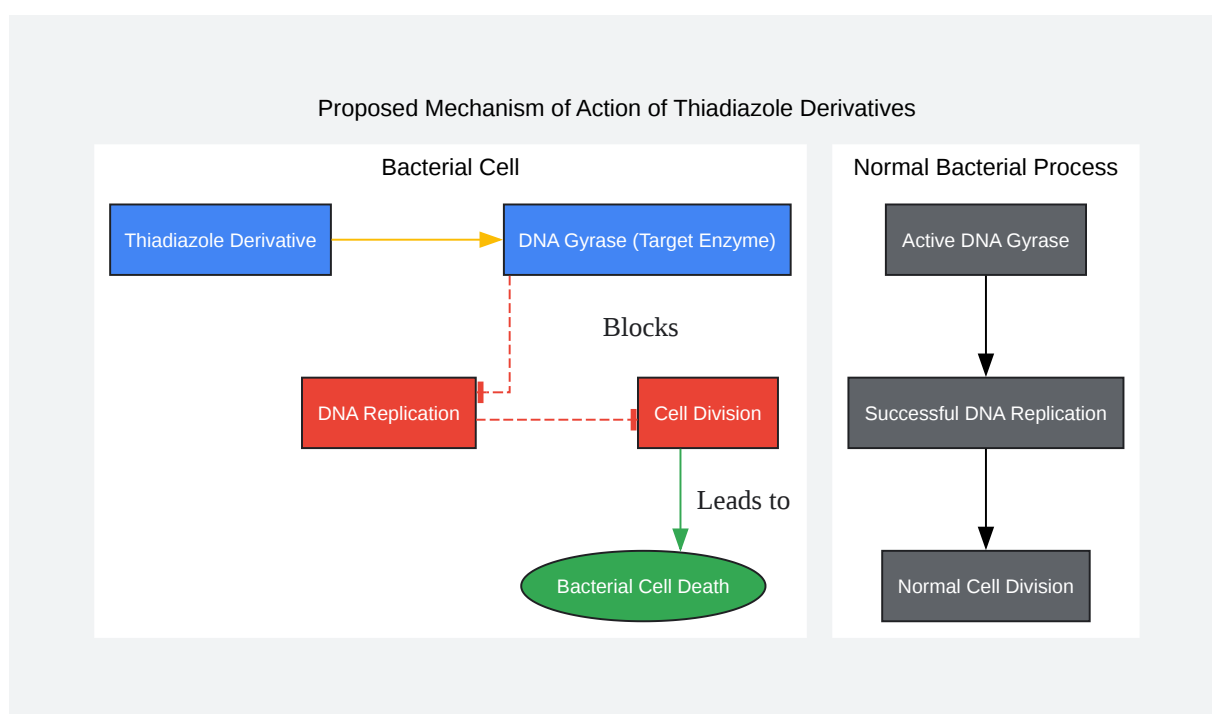 Proposed Mechanism of Action of Thiadiazole Derivatives
Bacterial Cell
Thiadiazole Derivative
DNA Gyrase (Target Enzyme)
Blocks
DNA Replication
Cell Division
Leads to
Bacterial Cell Death
Normal Bacterial Process
Active DNA Gyrase
Successful DNA Replication
Normal Cell Division